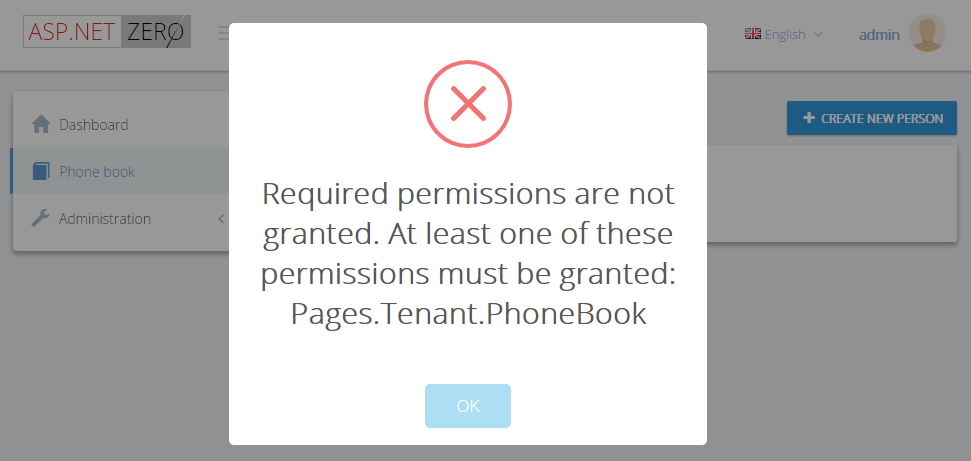 ASP.NET ZERO
English
admin
Dashboard
CREATE NEW PERSON
Phone book
Administration
Required permissions are not
granted. At least one of these
permissions must be granted:
Pages.Tenant.PhoneBook
OK